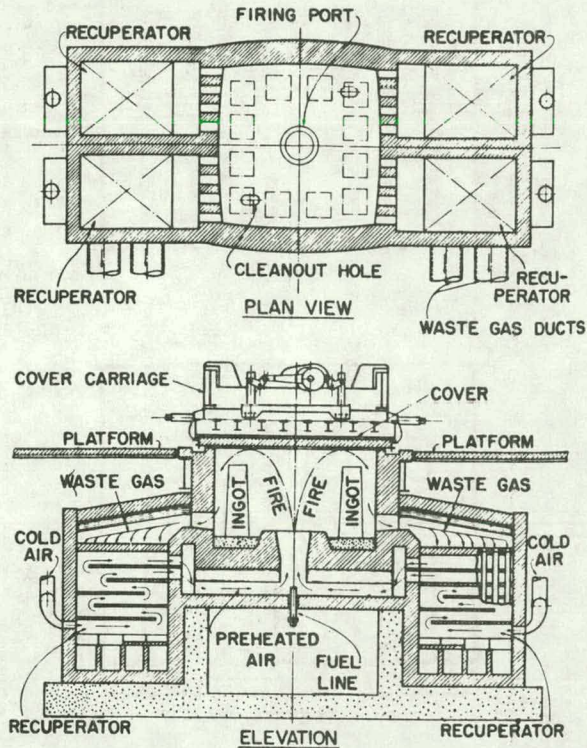 FIRING PORT
RECUPERATOR
RECUPERATOR
CLEANOUT HOLE
RECUPERATOR
RECU-
PERATOR
PLAN VIEW
WASTE GAS DUCTS
COVER CARRIAGE
COVER
PLATFORM
PLATFORM
WASTE GAS
WASTE GAS
INGOT
FIRE
FIRE
INGOT
COLD
AIR
COLD
AIR
PREHEATED
AIR
FUEL
LINE
RECUPERATOR
RECUPERATOR
ELEVATION